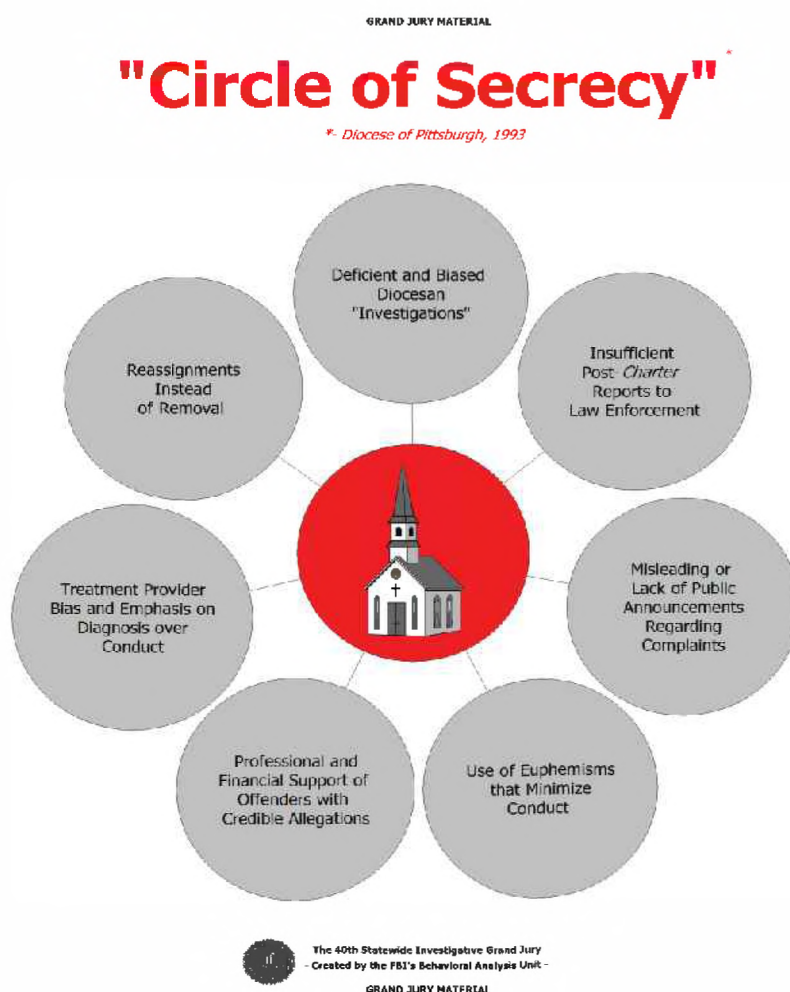 GRAND JURY MATERIAL
"Circle of Secrecy" *
*- Diocese of Pittsburgh, 1993
Deficient and Biased
Diocesan
"Investigations"
Insufficient
Post-Charter
Reports to
Law Enforcement
Misleading or
Lack of Public
Announcements
Regarding
Complaints
Use of Euphemisms
that Minimize
Conduct
Professional and
Financial Support of
Offenders with
Credible Allegations
Treatment Provider
Bias and Emphasis on
Diagnosis over
Conduct
Reassignments
Instead
of Removal
The 40th Statewide Investigative Grand Jury
- Created by the FBI's Behavioral Analysis Unit -
GRAND JURY MATERIAL